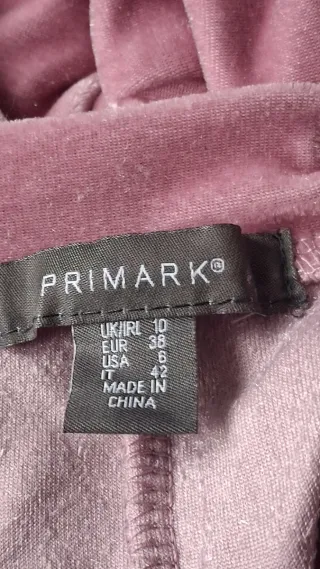 PRIMARK®
UK/IRL 10
EUR 38
USA 6
IT 42
MADE IN
CHINA